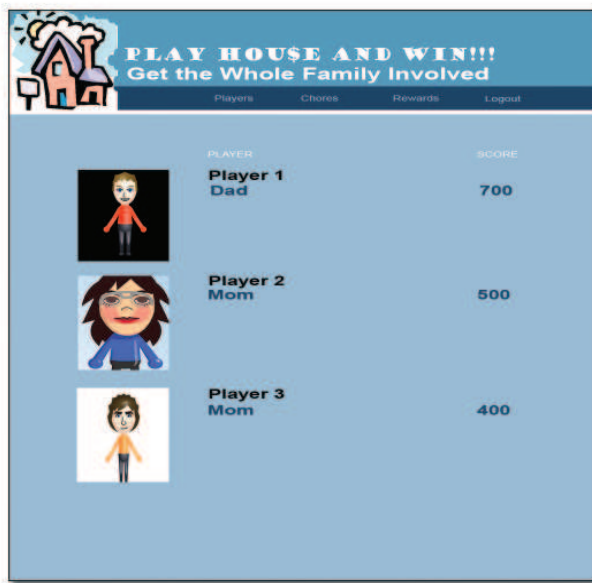 PLAY HOU$E AND WIN!!!
Get the Whole Family Involved
Players Chores Rewards Logout
PLAYER SCORE
Player 1
Dad 700
Player 2
Mom 500
Player 3
Mom 400